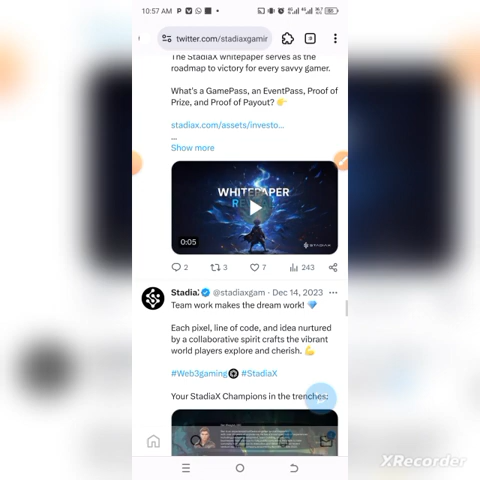 10:57 AM
twitter.com/stadiaxgamir
The StadiaX whitepaper serves as the
roadmap to victory for every savvy gamer.
What's a GamePass, an EventPass, Proof of
Prize, and Proof of Payout? 👉
stadiax.com/assets/investo...
...
Show more
WHITEPAPER
0:05
STADIAX
2
3
7
243
StadiaX @stadiaxgam · Dec 14, 2023
Team work makes the dream work! 💎
Each pixel, line of code, and idea nurtured
by a collaborative spirit crafts the vibrant
world players explore and cherish. 💪
#Web3gaming #StadiaX
Your StadiaX Champions in the trenches:
XRecorder